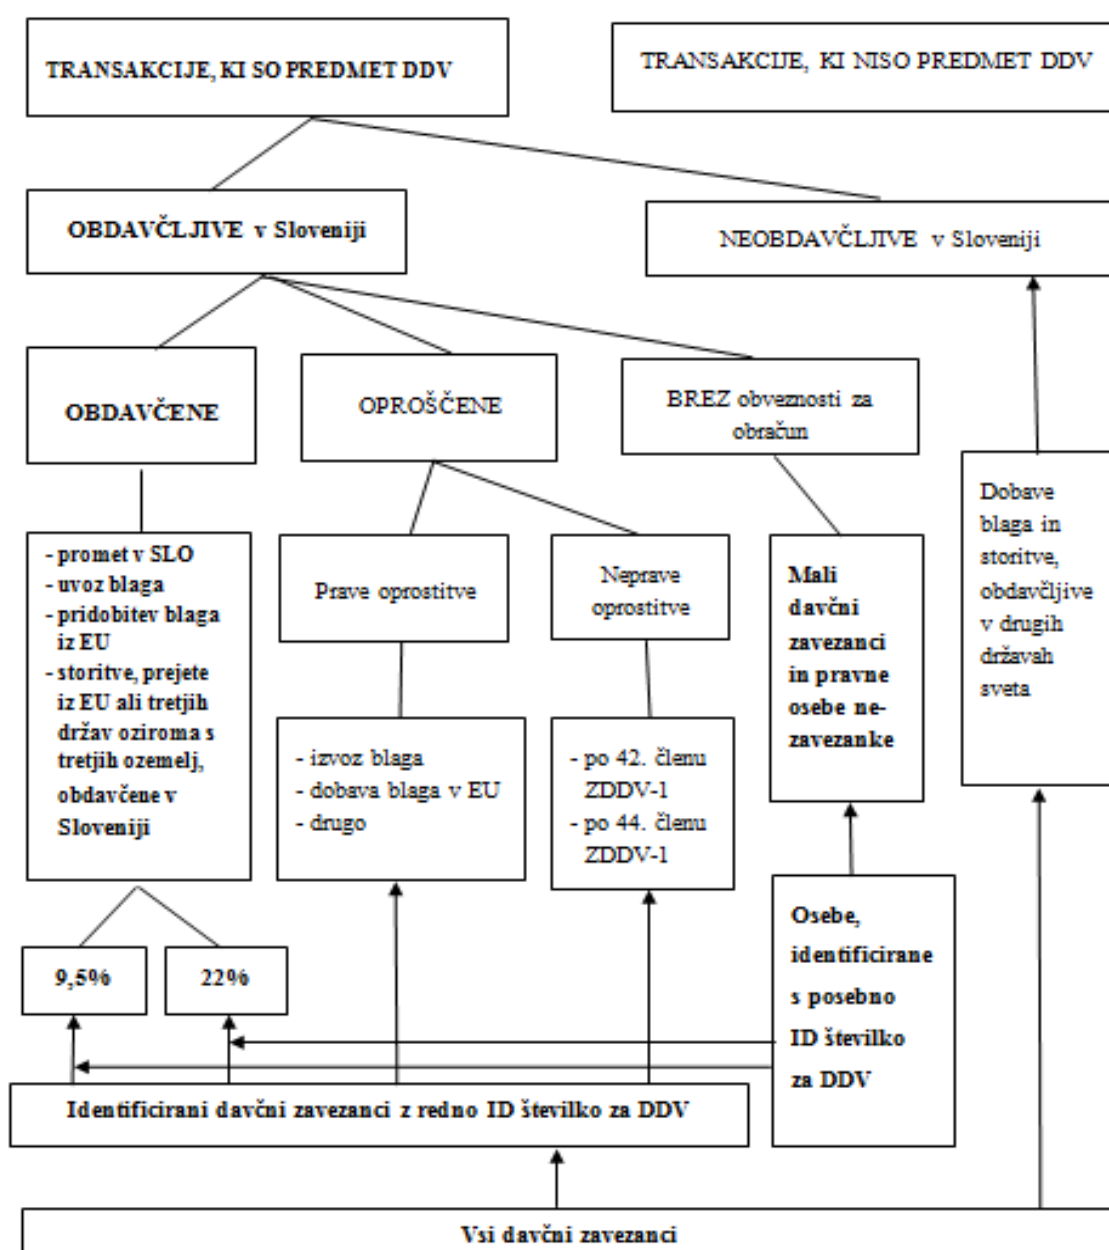 TRANSAKCIJE, KI SO PREDMET DDV
TRANSAKCIJE, KI NISO PREDMET DDV
OBDAVČLJIVE v Sloveniji
NEOBDAVČLJIVE v Sloveniji
OBDAVČENE
OPROŠČENE
BREZ obveznosti za
obračun
- promet v SLO
- uvoz blaga
- pridobitev blaga
iz EU
- storitve, prejete
iz EU ali tretjih
držav oziroma s
tretjih ozemelj,
obdavčene v
Sloveniji
Prave oprostitve
Neprave
oprostitve
Mali
davčni
zavezanci
in pravne
osebe ne-
zavezanke
Dobave
blaga in
storitve,
obdavčljive
v drugih
državah
sveta
- izvoz blaga
- dobava blaga v EU
- drugo
- po 42. členu
ZDDV-1
- po 44. členu
ZDDV-1
9,5%
22%
Osebe,
identificirane
s posebno
ID številko
za DDV
Identificirani davčni zavezanci z redno ID številko za DDV
Vsi davčni zavezanci